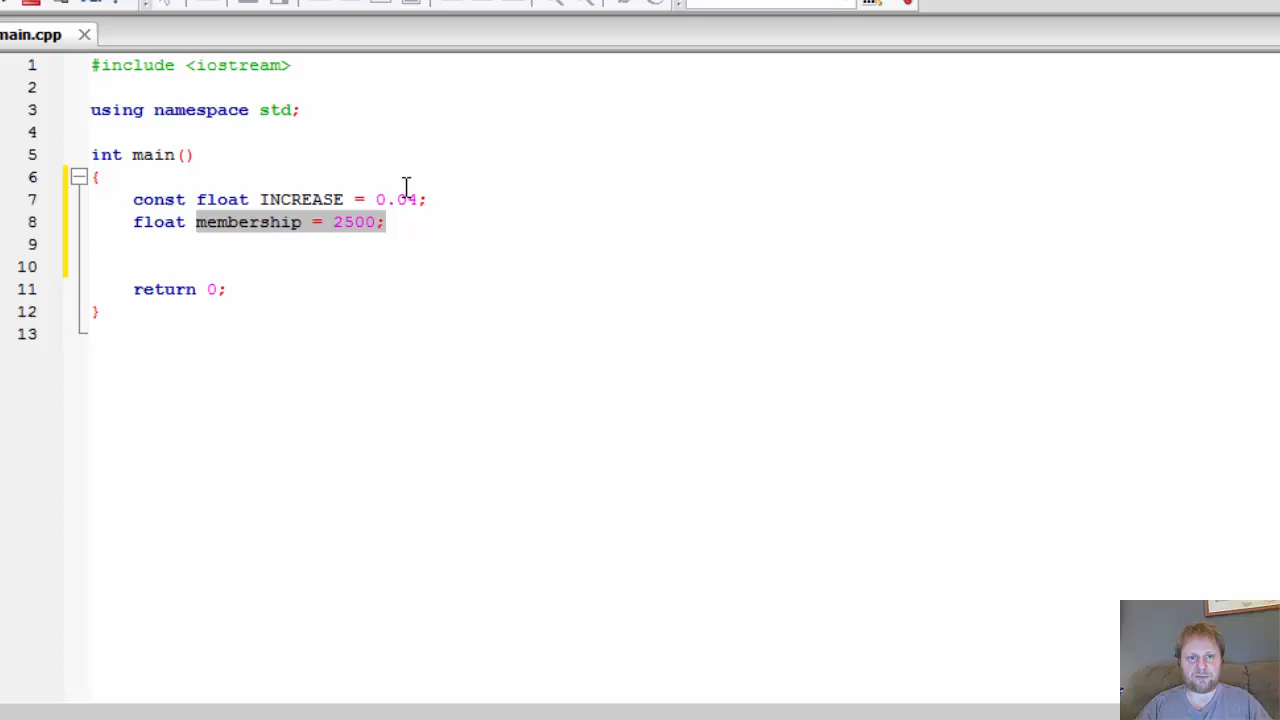 main.cpp
1 #include <iostream>
2
3 using namespace std;
4
5 int main()
6 {
7 const float INCREASE = 0.04;
8 float membership = 2500;
9
10
11 return 0;
12 }
13